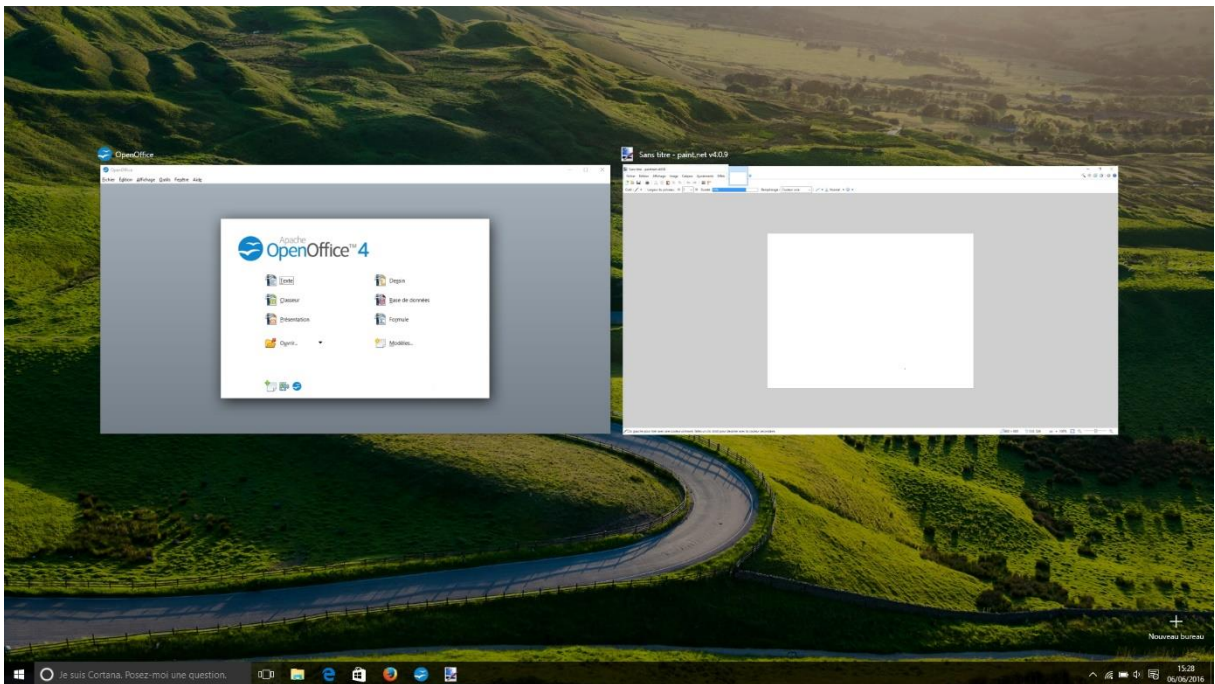 OpenOffice
Sans titre - paint.net v4.0.9
OpenOffice
Fichier Édition Affichage Outils Fenêtre Aide
Apache
OpenOffice™ 4
Texte
Dessin
Classeur
Base de données
Présentation
Formule
Ouvrir...
Modèles...
Nouveau bureau
Je suis Cortana. Posez-moi une question.
15:28
06/06/2016